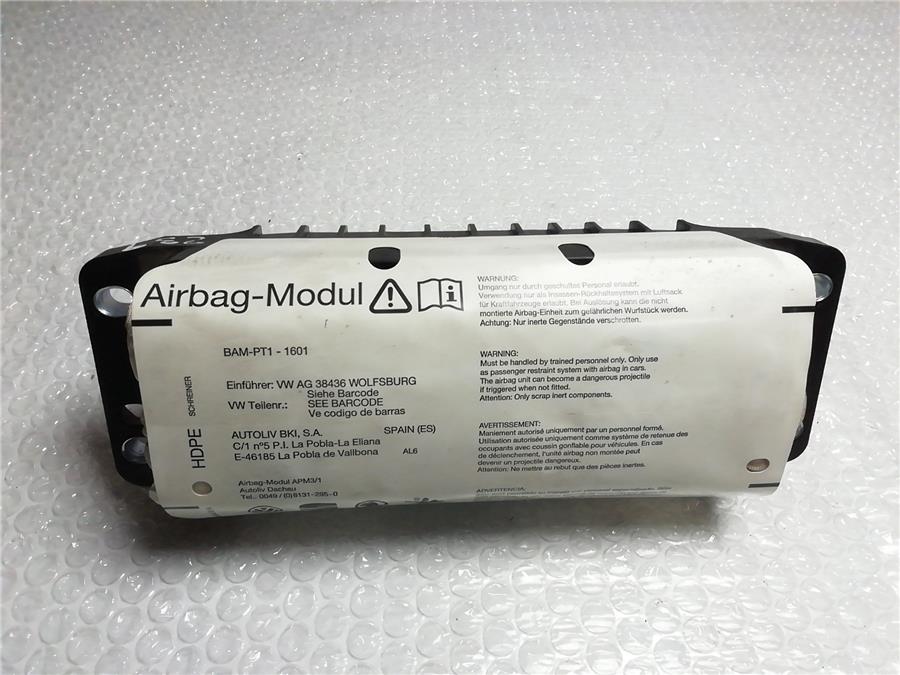 Airbag-Modul
BAM-PT1 - 1601
Einführer: VW AG 38436 WOLFSBURG
Siehe Barcode
VW Teilenr.: SEE BARCODE
Ve codigo de barras
AUTOLIV BKI, S.A. SPAIN (ES)
C/1 nº5 P.I. La Pobla-La Eliana
E-46185 La Pobla de Vallbona AL6
Airbag-Modul APM3/1
Autoliv Dachau
Tel.. 0049 / (0)8131-295-0
HDPE SCHREINER
WARNUNG:
Umgang nur durch geschultes Personal erlaubt.
Verwendung nur als Insassen-Rückhaltesystem mit Luftsack
für Kraftfahrzeuge erlaubt. Bei Auslösung kann die nicht
montierte Airbag-Einheit zum gefährlichen Wurfstück werden.
Achtung: Nur inerte Gegenstände verschrotten.
WARNING:
Must be handled by trained personnel only. Only use
as passenger restraint system with airbag in cars.
The airbag unit can become a dangerous projectile
if triggered when not fitted.
Attention: Only scrap inert components.
AVERTISSEMENT:
Maniement autorisé uniquement par un personnel formé.
Utilisation autorisée uniquement comme système de retenue des
occupants avec coussin gonflable pour véhicules. En cas
de déclenchement, l'unité airbag non montée peut
devenir un projectile dangereux.
Attention: Ne mettre au rebut que des pièces inertes.
ADVERTENCIA: